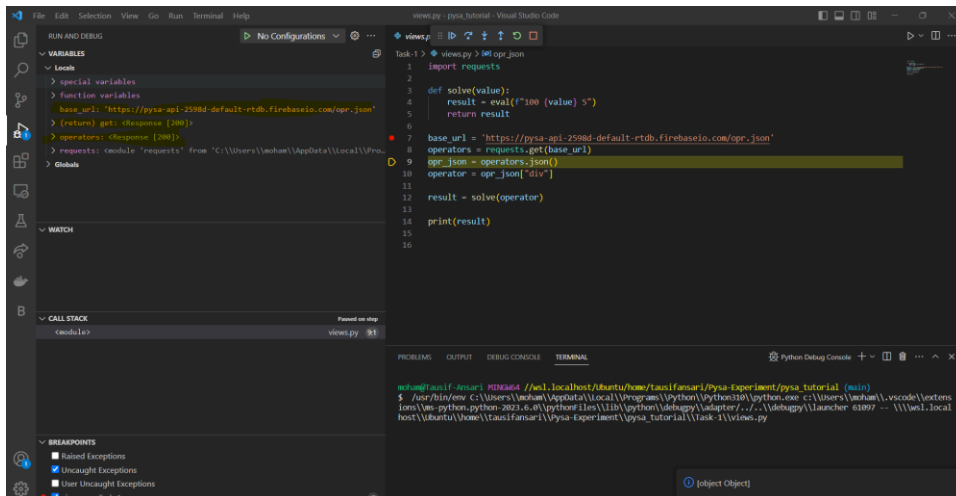 File Edit Selection View Go Run Terminal Help
views.py - pysa_tutorial - Visual Studio Code
RUN AND DEBUG
No Configurations
VARIABLES
Locals
special variables
function variables
base_url: 'https://pysa-api-2598d-default-rtdb.firebaseio.com/opr.json'
(return) get: <Response [200]>
operators: <Response [200]>
requests: <module 'requests' from 'C:\\Users\\moham\\AppData\\Local\\Pro…
Globals
WATCH
CALL STACK
Paused on step
<module>
views.py 9:1
BREAKPOINTS
Raised Exceptions
Uncaught Exceptions
User Uncaught Exceptions
views.p
Task-1 > views.py > opr_json
1 import requests
2
3 def solve(value):
4 result = eval(f"100 {value} 5")
5 return result
6
7 base_url = 'https://pysa-api-2598d-default-rtdb.firebaseio.com/opr.json'
8 operators = requests.get(base_url)
9 opr_json = operators.json()
10 operator = opr_json["div"]
11
12 result = solve(operator)
13
14 print(result)
15
16
PROBLEMS OUTPUT DEBUG CONSOLE TERMINAL
Python Debug Console
moham@Tausif-Ansari MINGW64 //wsl.localhost/Ubuntu/home/tausifansari/Pysa-Experiment/pysa_tutorial (main)
$ /usr/bin/env C:\\Users\\moham\\AppData\\Local\\Programs\\Python\\Python310\\python.exe c:\\Users\\moham\\.vscode\\extens
ions\\ms-python.python-2023.6.0\\pythonFiles\\lib\\python\\debugpy\\adapter/../..\\debugpy\\launcher 61097 -- \\\\wsl.local
host\\Ubuntu\\home\\tausifansari\\Pysa-Experiment\\pysa_tutorial\\Task-1\\views.py
[object Object]